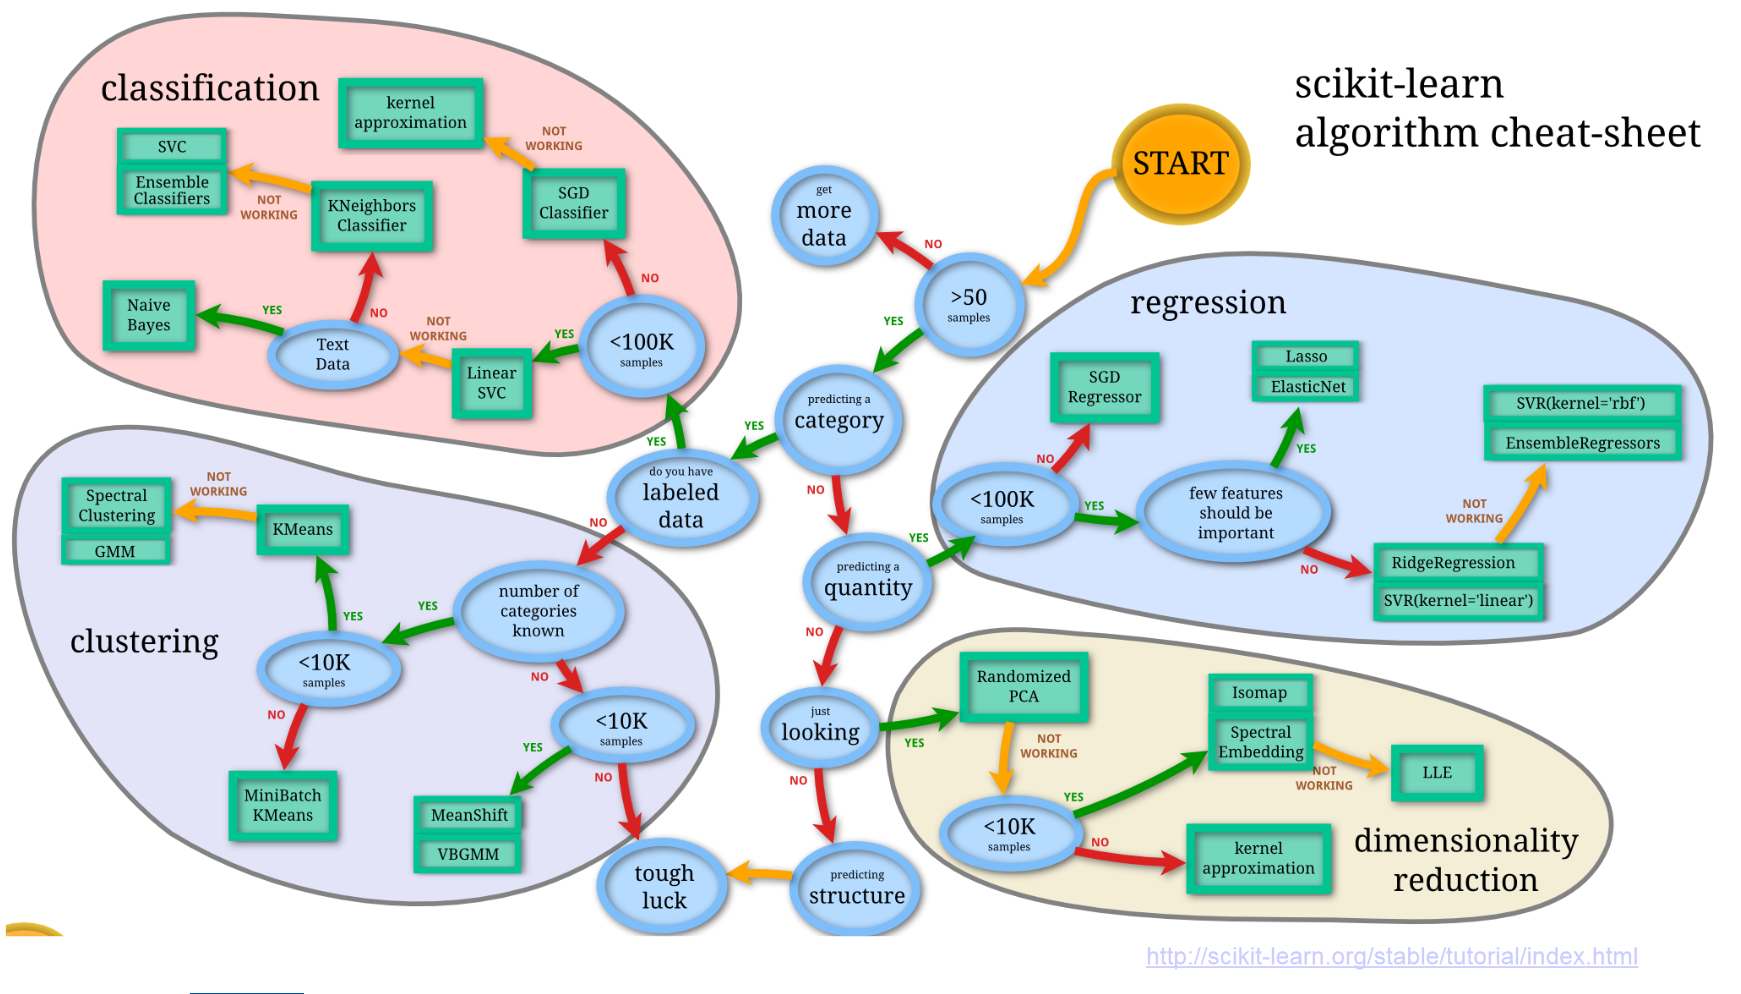 scikit-learn
algorithm cheat-sheet
START
classification
kernel
approximation
NOT
WORKING
SVC
Ensemble
Classifiers
NOT
WORKING
KNeighbors
Classifier
SGD
Classifier
NO
Naive
Bayes
YES
NO
Text
Data
NOT
WORKING
Linear
SVC
YES
<100K
samples
YES
get
more
data
NO
>50
samples
YES
predicting a
category
YES
NO
do you have
labeled
data
NO
predicting a
quantity
YES
NO
just
looking
YES
NO
predicting
structure
tough
luck
regression
SGD
Regressor
NO
<100K
samples
YES
Lasso
ElasticNet
YES
few features
should be
important
NO
SVR(kernel='rbf')
EnsembleRegressors
NOT
WORKING
RidgeRegression
SVR(kernel='linear')
clustering
Spectral
Clustering
GMM
NOT
WORKING
KMeans
YES
<10K
samples
NO
MiniBatch
KMeans
YES
number of
categories
known
NO
<10K
samples
YES
NO
MeanShift
VBGMM
Randomized
PCA
NOT
WORKING
<10K
samples
YES
NO
Isomap
Spectral
Embedding
NOT
WORKING
LLE
kernel
approximation
dimensionality
reduction
http://scikit-learn.org/stable/tutorial/index.html